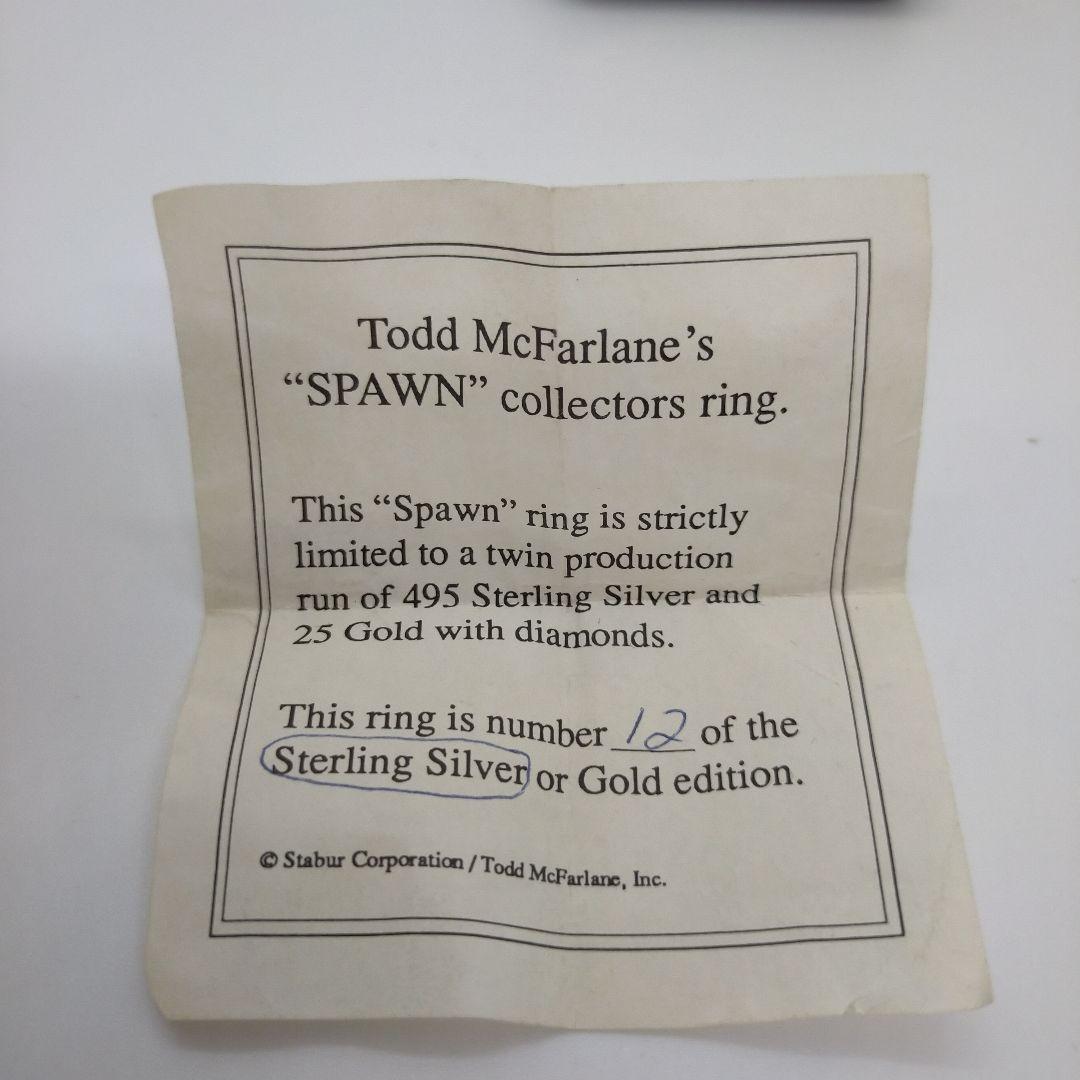 Todd McFarlane's
“SPAWN” collectors ring.
This “Spawn” ring is strictly
limited to a twin production
run of 495 Sterling Silver and
25 Gold with diamonds.
This ring is number 12 of the
Sterling Silver or Gold edition.
© Stabur Corporation / Todd McFarlane, Inc.